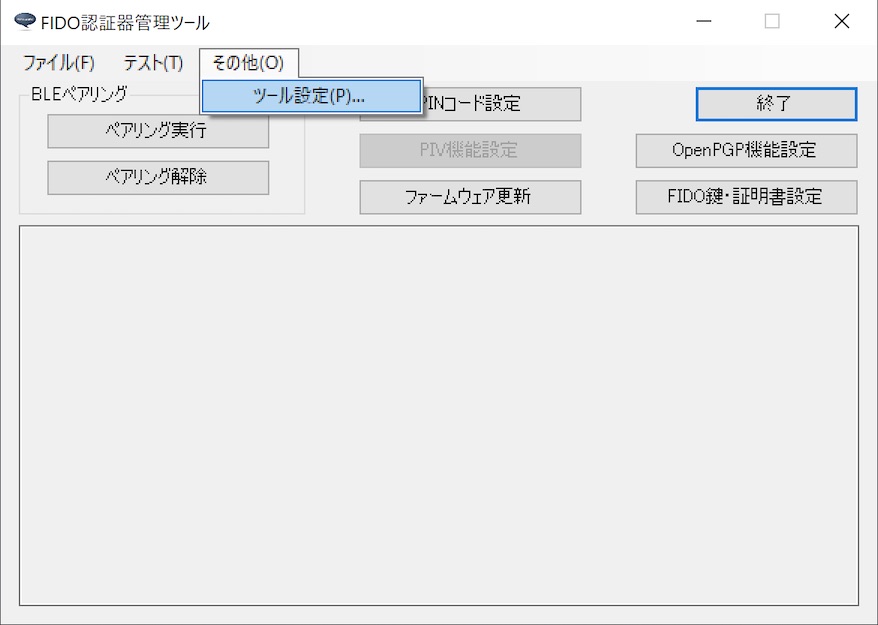 FIDO認証器管理ツール
ファイル(F) テスト(T) その他(O)
ツール設定(P)...
BLEペアリング
ペアリング実行
ペアリング解除
PINコード設定
PIV機能設定
ファームウェア更新
終了
OpenPGP機能設定
FIDO鍵・証明書設定